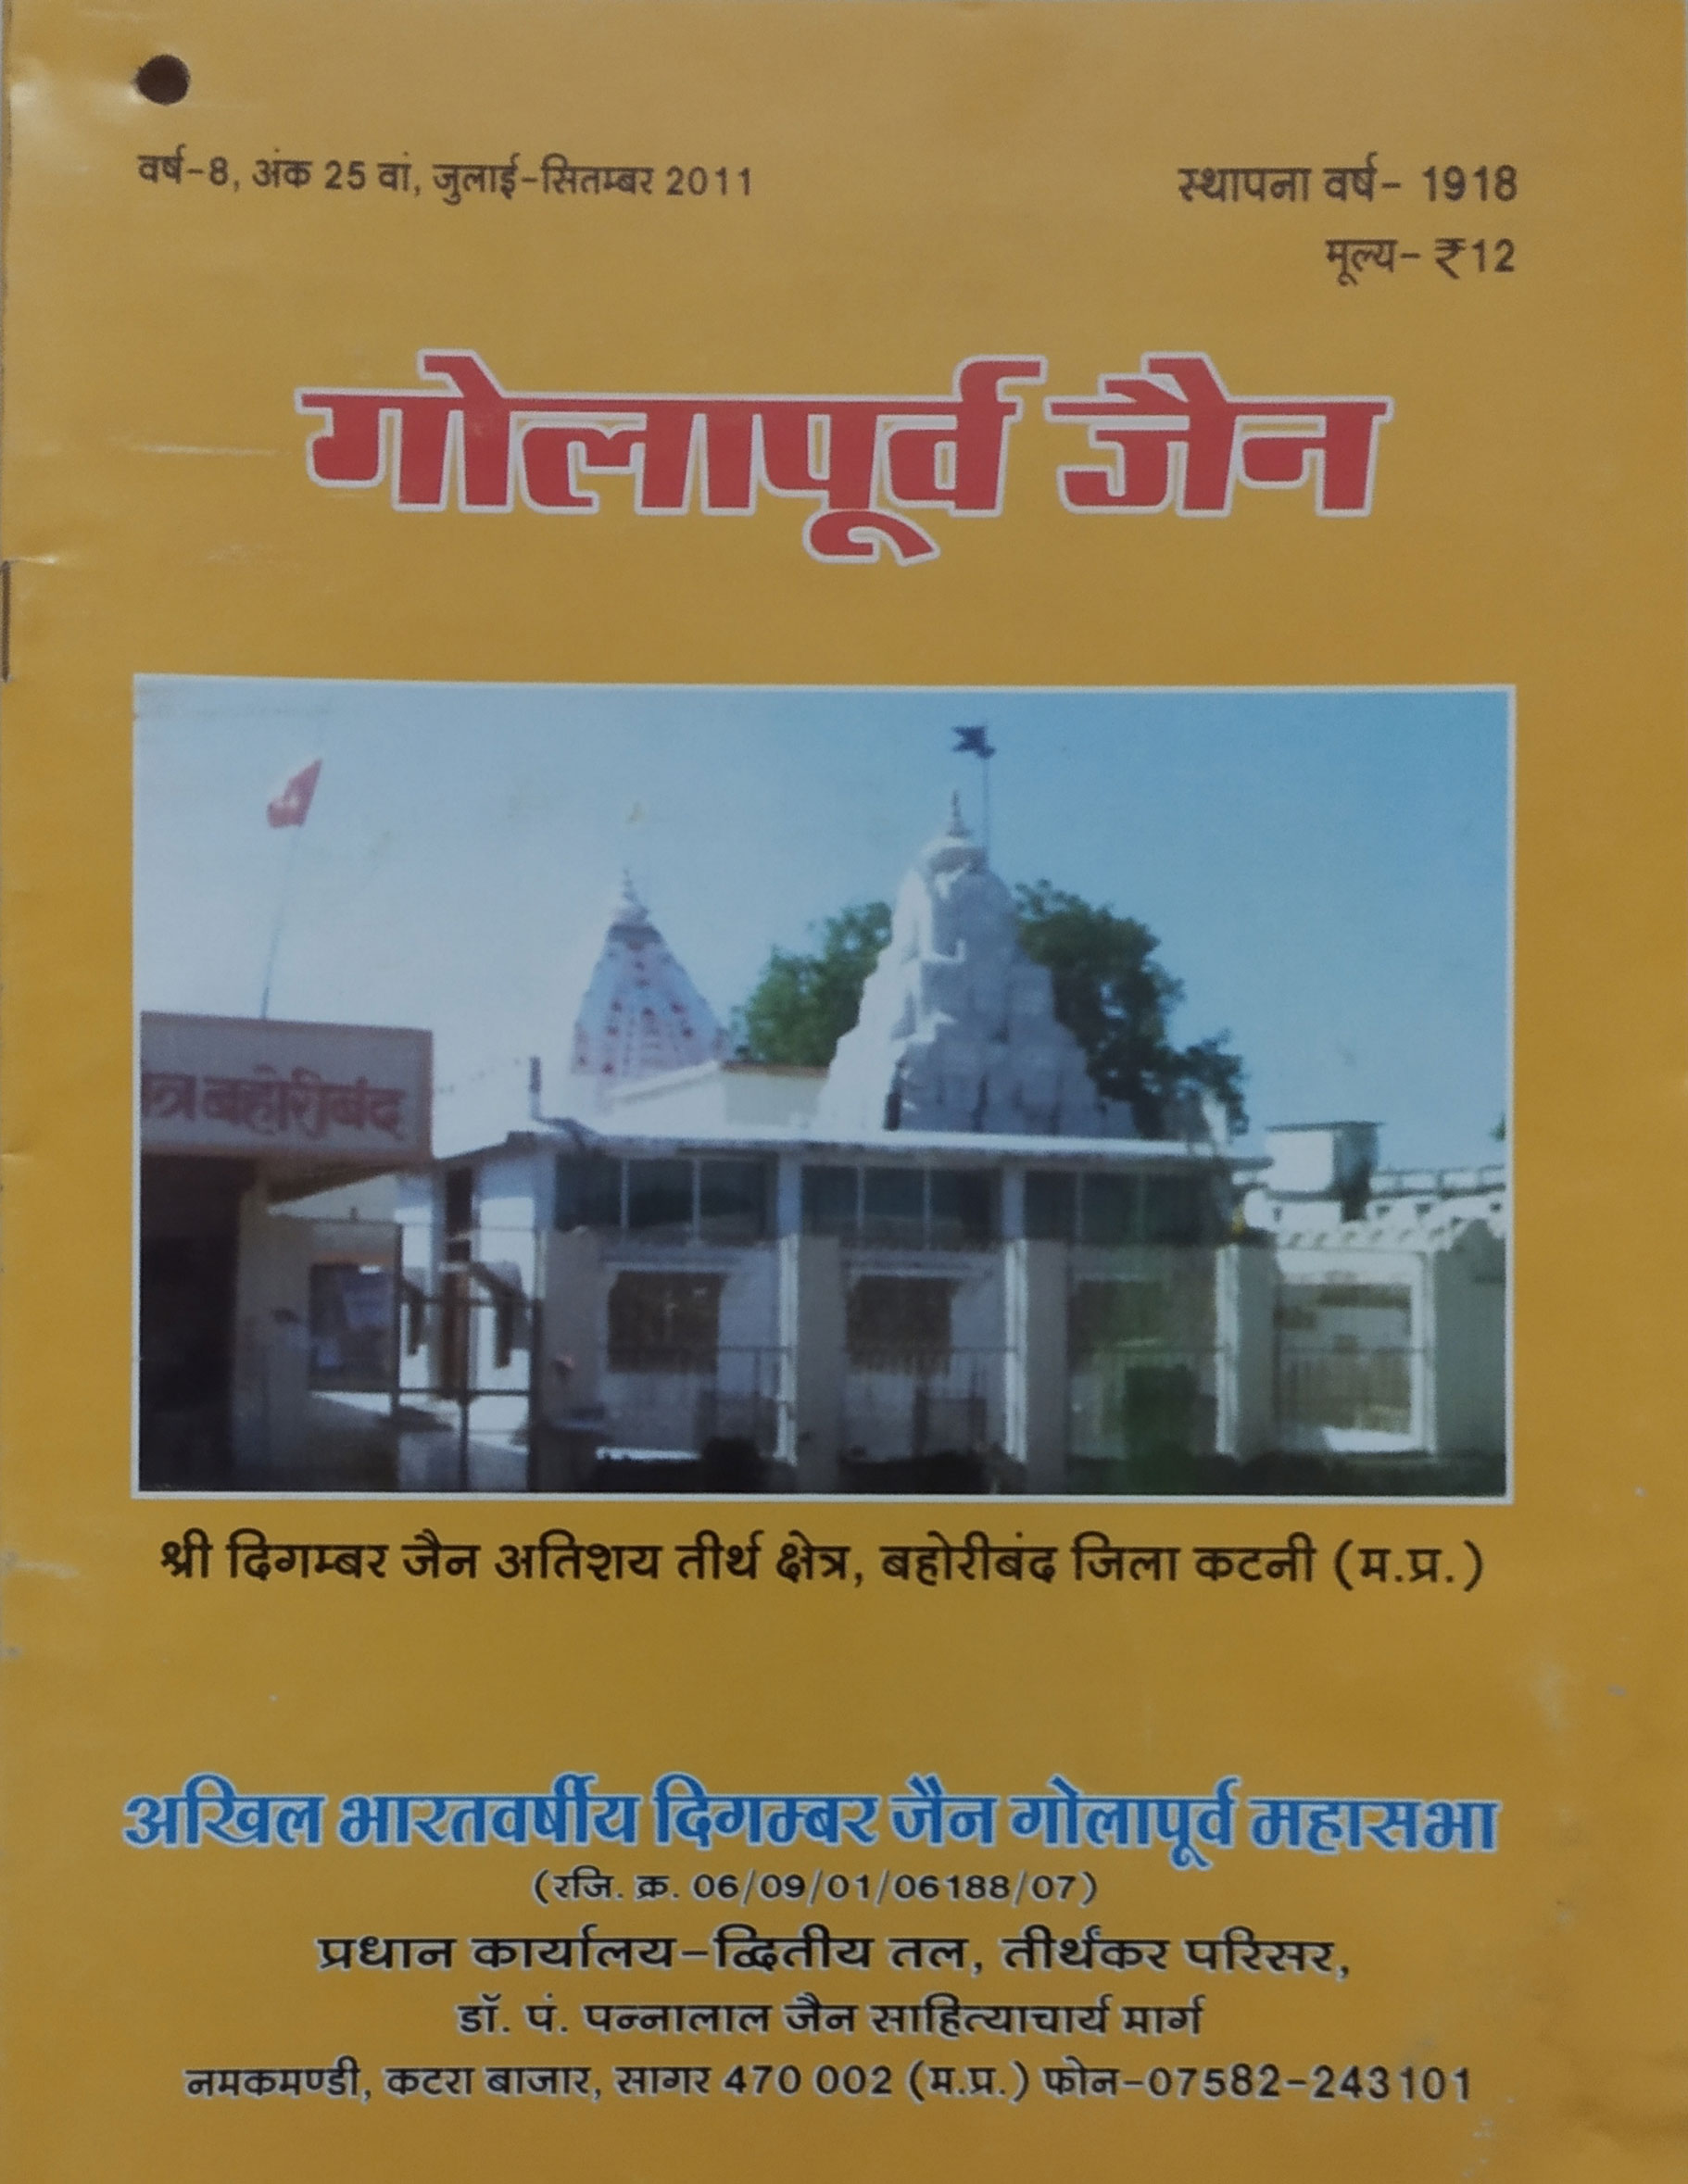 वर्ष-8, अंक 25 वां, जुलाई-सितम्बर 2011
स्थापना वर्ष- 1918
मूल्य- ₹12
गोलापूर्व जैन
त्र बहोरीबंद
श्री दिगम्बर जैन अतिशय तीर्थ क्षेत्र, बहोरीबंद जिला कटनी (म.प्र.)
अखिल भारतवर्षीय दिगम्बर जैन गोलापूर्व महासभा
(रजि. क्र. 06/09/01/06188/07)
प्रधान कार्यालय-द्वितीय तल, तीर्थंकर परिसर,
डॉ. पं. पन्नालाल जैन साहित्याचार्य मार्ग
नमकमण्डी, कटरा बाजार, सागर 470 002 (म.प्र.) फोन-07582-243101